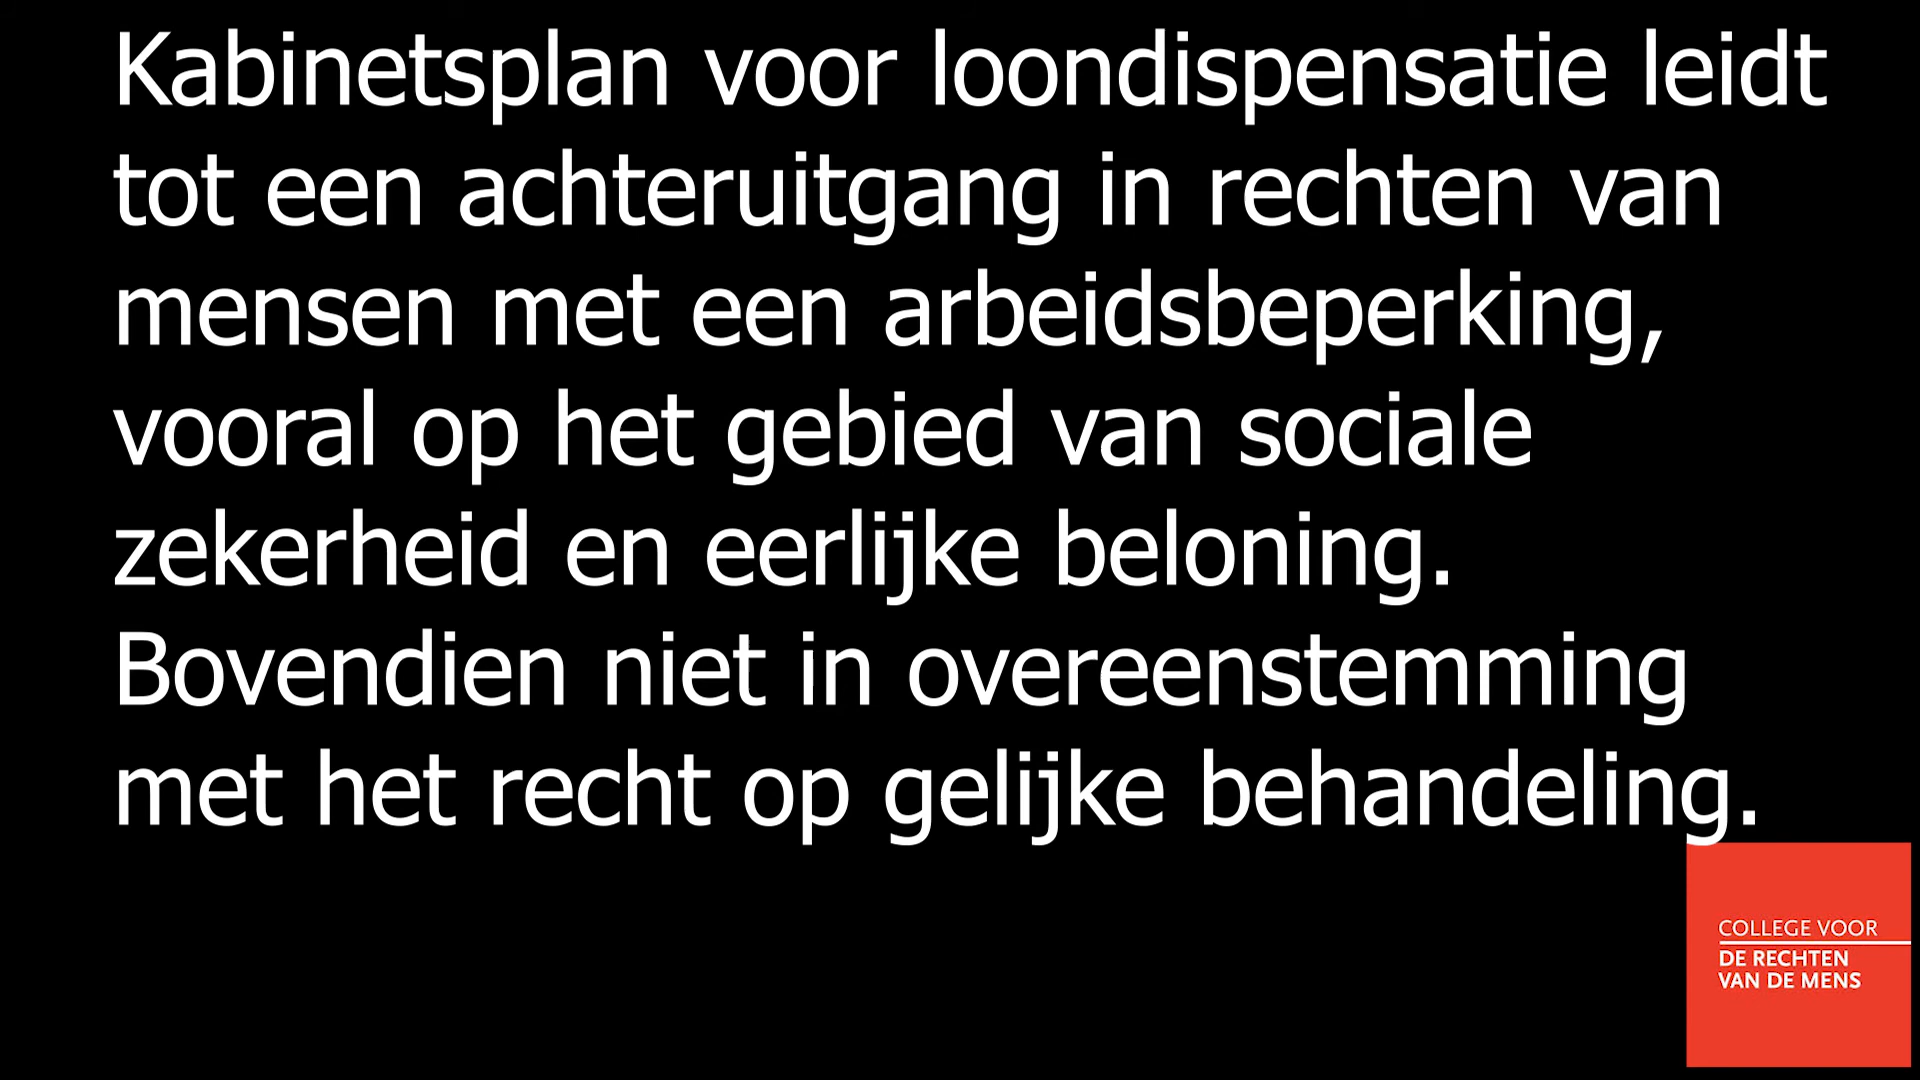 Kabinetsplan voor loondispensatie leidt
tot een achteruitgang in rechten van
mensen met een arbeidsbeperking,
vooral op het gebied van sociale
zekerheid en eerlijke beloning.
Bovendien niet in overeenstemming
met het recht op gelijke behandeling.
COLLEGE VOOR
DE RECHTEN
VAN DE MENS